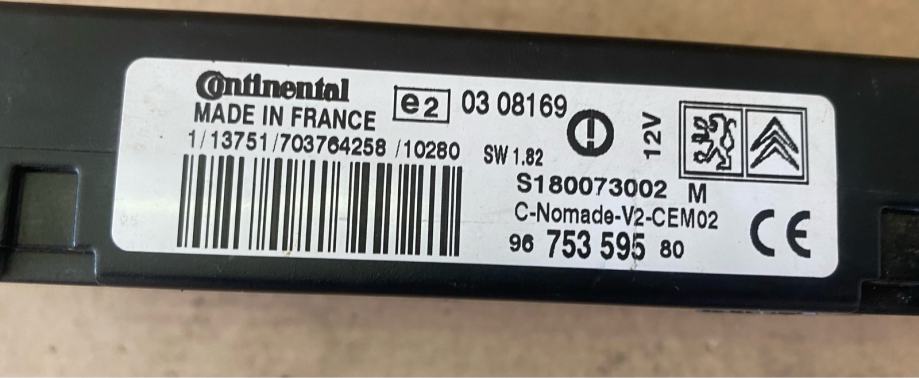 Continental
MADE IN FRANCE
e2 03 08169
12V
1/13751/703764258 /10280
SW 1.82
S180073002 M
C-Nomade-V2-CEM02
96 753 595 80
CE